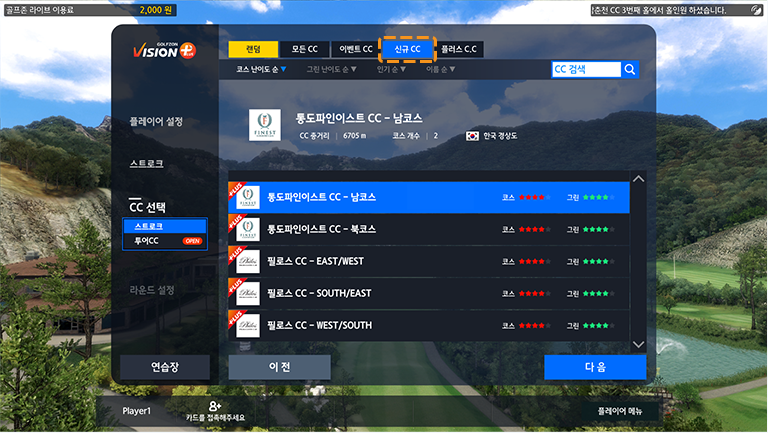 골프존 라이브 이용료 2,000 원
춘천 CC 3번째 홀에서 홀인원 하셨습니다.
GOLFZON
VISION PLUS
랜덤 모든 CC 이벤트 CC 신규 CC 플러스 C.C
코스 난이도 순▼ 그린 난이도 순▼ 인기 순▼ 이름 순▼
CC 검색
플레이어 설정
스트로크
CC 선택
스트로크
투어CC OPEN
라운드 설정
FINEST
통도파인이스트 CC – 남코스
CC 총거리 | 6705 m 코스 개수 | 2 한국 경상도
PLUS 통도파인이스트 CC – 남코스 코스 ★★★★★ 그린 ★★★★★
PLUS 통도파인이스트 CC – 북코스 코스 ★★★★★ 그린 ★★★★★
PLUS Philos 필로스 CC – EAST/WEST 코스 ★★★★★ 그린 ★★★★★
PLUS Philos 필로스 CC – SOUTH/EAST 코스 ★★★★★ 그린 ★★★★★
PLUS Philos 필로스 CC – WEST/SOUTH 코스 ★★★★★ 그린 ★★★★★
연습장 이 전 다 음
Player1
카드를 접촉해주세요
플레이어 메뉴